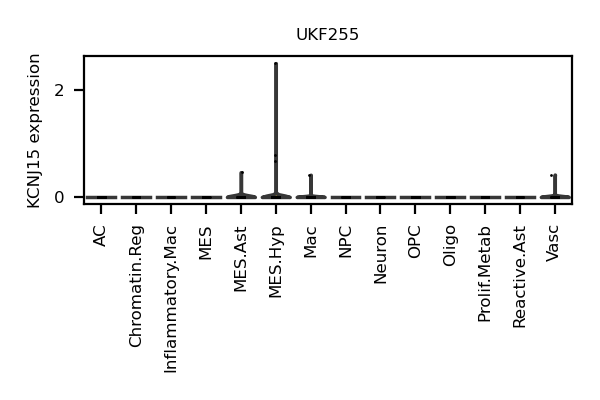 UKF255
KCNJ15 expression
2
0
AC
Chromatin.Reg
Inflammatory.Mac
MES
MES.Ast
MES.Hyp
Mac
NPC
Neuron
OPC
Oligo
Prolif.Metab
Reactive.Ast
Vasc